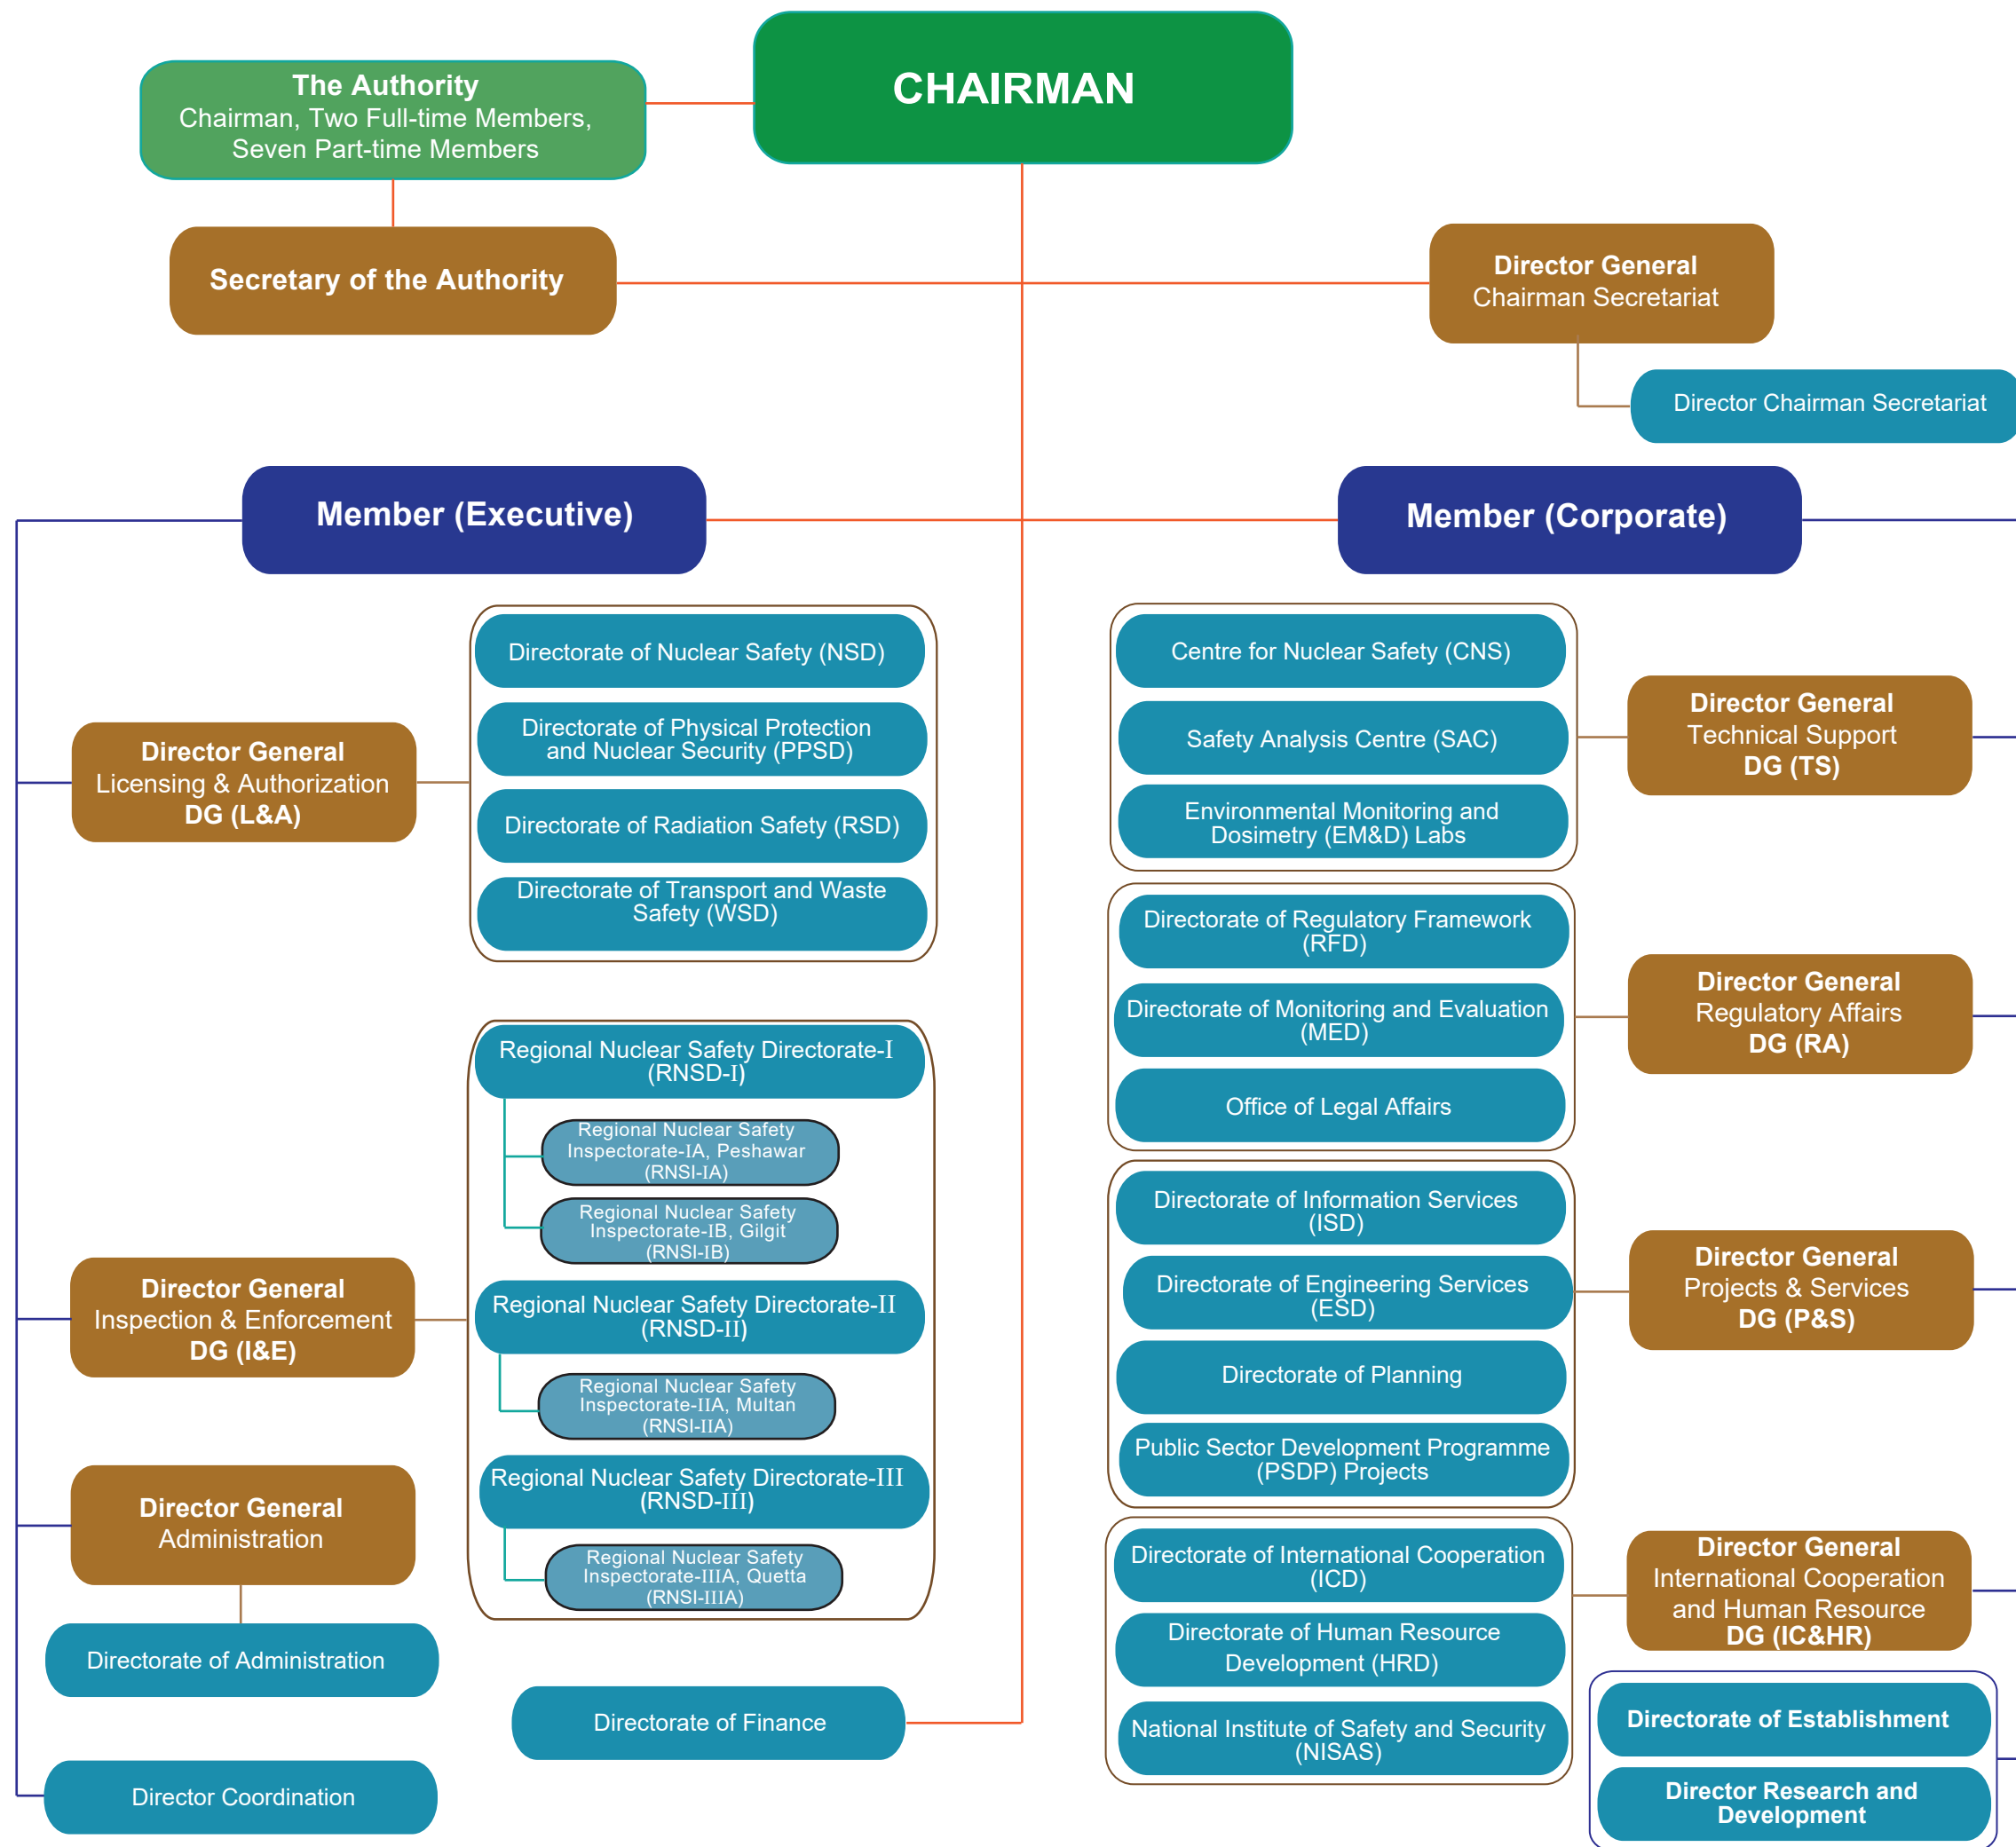 CHAIRMAN
The Authority
Chairman, Two Full-time Members,
Seven Part-time Members
Secretary of the Authority
Director General
Chairman Secretariat
Director Chairman Secretariat
Member (Executive)
Member (Corporate)
Director General
Licensing & Authorization
DG (L&A)
Directorate of Nuclear Safety (NSD)
Directorate of Physical Protection
and Nuclear Security (PPSD)
Directorate of Radiation Safety (RSD)
Directorate of Transport and Waste
Safety (WSD)
Director General
Inspection & Enforcement
DG (I&E)
Regional Nuclear Safety Directorate-I
(RNSD-I)
Regional Nuclear Safety
Inspectorate-IA, Peshawar
(RNSI-IA)
Regional Nuclear Safety
Inspectorate-IB, Gilgit
(RNSI-IB)
Regional Nuclear Safety Directorate-II
(RNSD-II)
Regional Nuclear Safety
Inspectorate-IIA, Multan
(RNSI-IIA)
Regional Nuclear Safety Directorate-III
(RNSD-III)
Regional Nuclear Safety
Inspectorate-IIIA, Quetta
(RNSI-IIIA)
Director General
Administration
Directorate of Administration
Director Coordination
Directorate of Finance
Centre for Nuclear Safety (CNS)
Safety Analysis Centre (SAC)
Environmental Monitoring and
Dosimetry (EM&D) Labs
Director General
Technical Support
DG (TS)
Directorate of Regulatory Framework
(RFD)
Directorate of Monitoring and Evaluation
(MED)
Office of Legal Affairs
Director General
Regulatory Affairs
DG (RA)
Directorate of Information Services
(ISD)
Directorate of Engineering Services
(ESD)
Directorate of Planning
Public Sector Development Programme
(PSDP) Projects
Director General
Projects & Services
DG (P&S)
Directorate of International Cooperation
(ICD)
Directorate of Human Resource
Development (HRD)
National Institute of Safety and Security
(NISAS)
Director General
International Cooperation
and Human Resource
DG (IC&HR)
Directorate of Establishment
Director Research and
Development